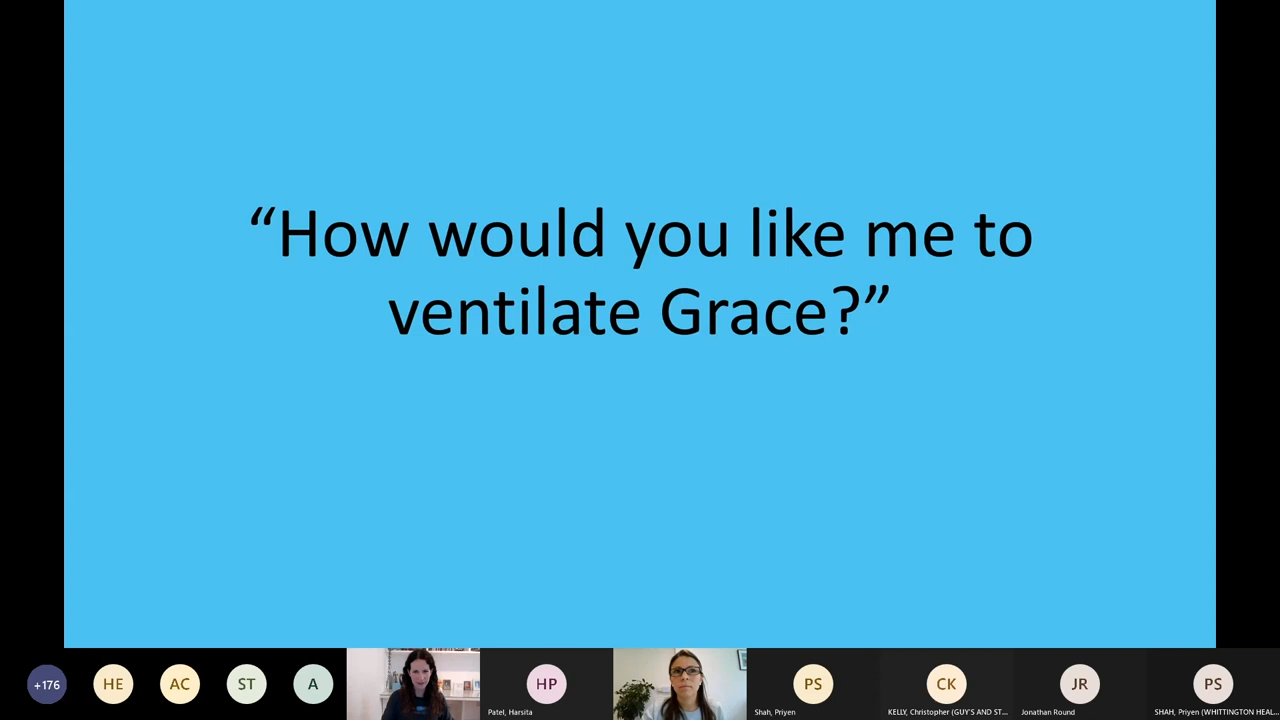 “How would you like me to
ventilate Grace?”
+176
HE
AC
ST
A
HP
Patel, Harsita
PS
Shah, Priyen
CK
KELLY, Christopher (GUY'S AND ST...
JR
Jonathan Round
PS
SHAH, Priyen (WHITTINGTON HEAL...